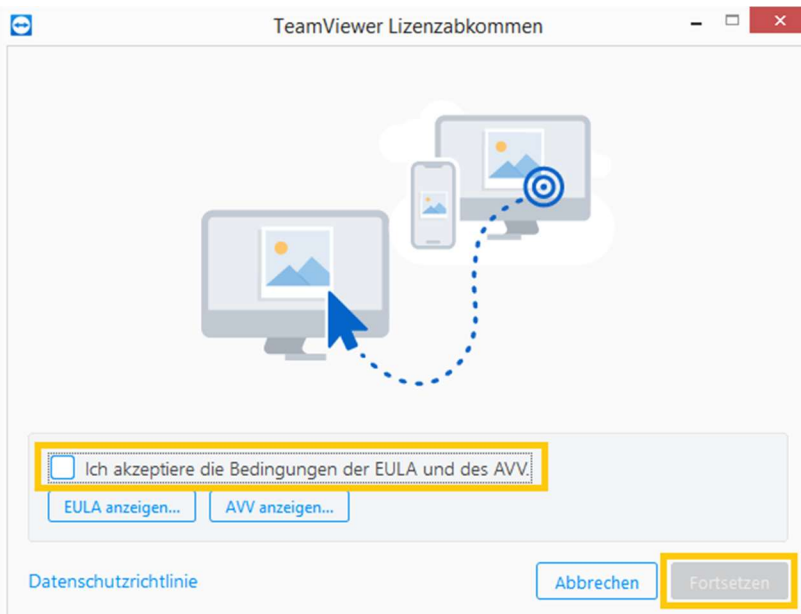 TeamViewer Lizenzabkommen
Ich akzeptiere die Bedingungen der EULA und des AVV.
EULA anzeigen... AVV anzeigen...
Datenschutzrichtlinie Abbrechen Fortsetzen